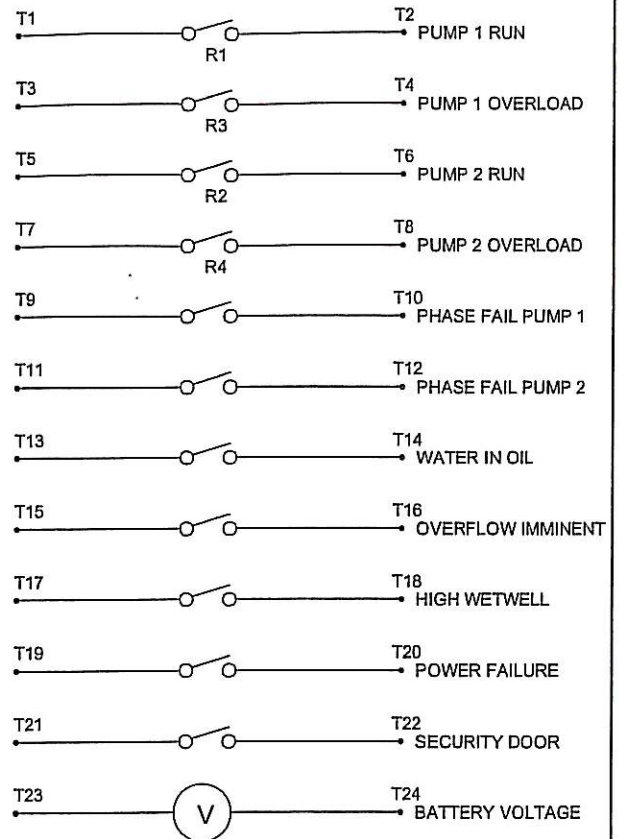 T1 T2 PUMP 1 RUN
R1
T3 T4 PUMP 1 OVERLOAD
R3
T5 T6 PUMP 2 RUN
R2
T7 T8 PUMP 2 OVERLOAD
R4
T9 T10 PHASE FAIL PUMP 1
T11 T12 PHASE FAIL PUMP 2
T13 T14 WATER IN OIL
T15 T16 OVERFLOW IMMINENT
T17 T18 HIGH WETWELL
T19 T20 POWER FAILURE
T21 T22 SECURITY DOOR
T23 V T24 BATTERY VOLTAGE